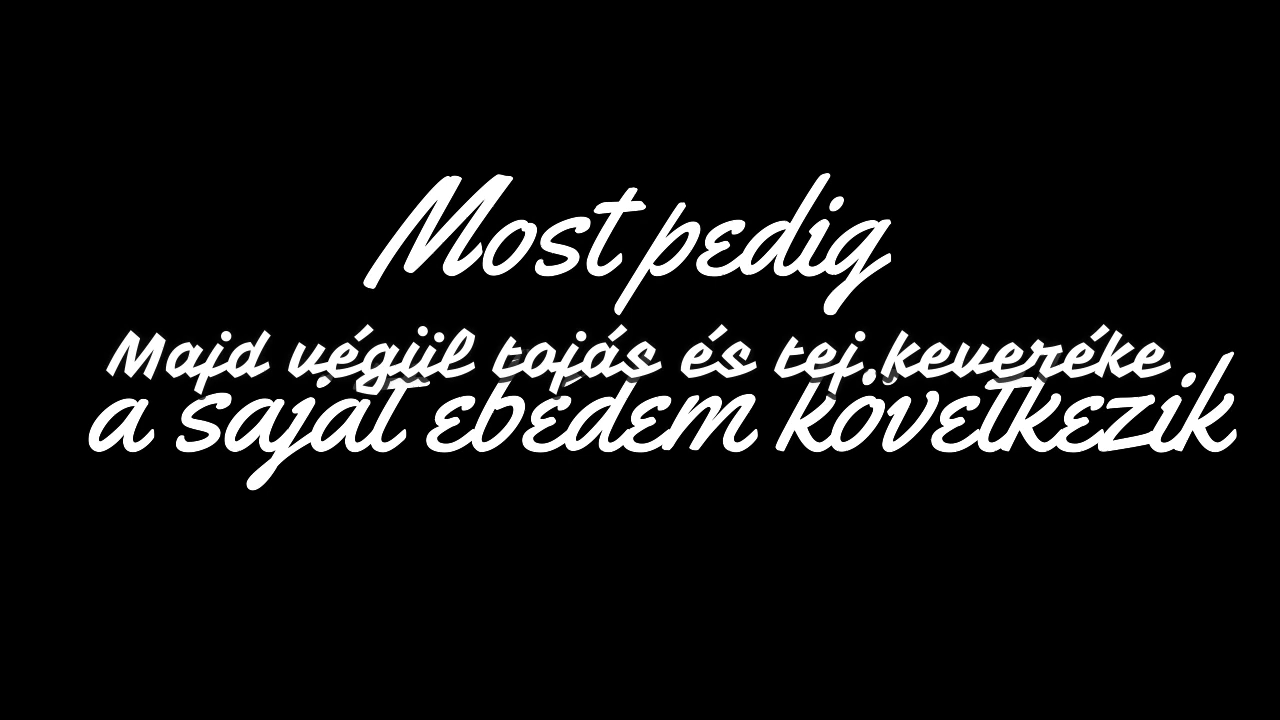 Most pedig
Majd végül tojás és tej keveréke
a saját ebédem következik